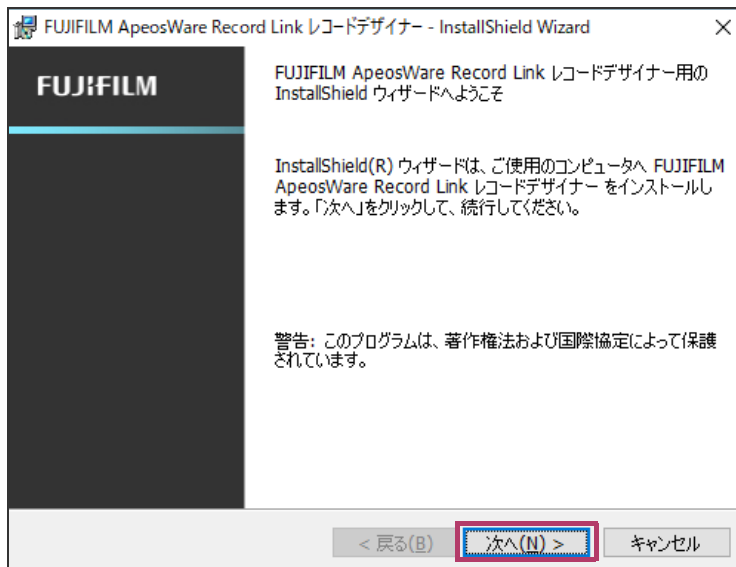 FUJIFILM ApeosWare Record Link レコードデザイナー - InstallShield Wizard
FUJIFILM
FUJIFILM ApeosWare Record Link レコードデザイナー用の
InstallShield ウィザードへようこそ
InstallShield(R) ウィザードは、ご使用のコンピュータへ FUJIFILM
ApeosWare Record Link レコードデザイナー をインストールし
ます。「次へ」をクリックして、続行してください。
警告: このプログラムは、著作権法および国際協定によって保護
されています。
< 戻る(B)
次へ(N) >
キャンセル